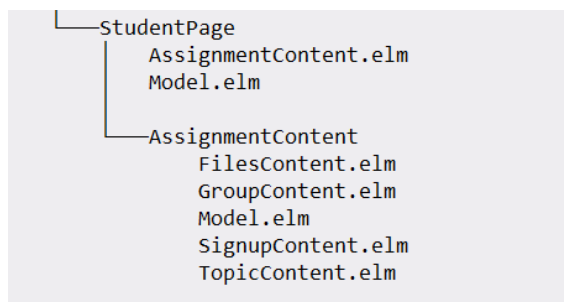 StudentPage
AssignmentContent.elm
Model.elm
AssignmentContent
FilesContent.elm
GroupContent.elm
Model.elm
SignupContent.elm
TopicContent.elm